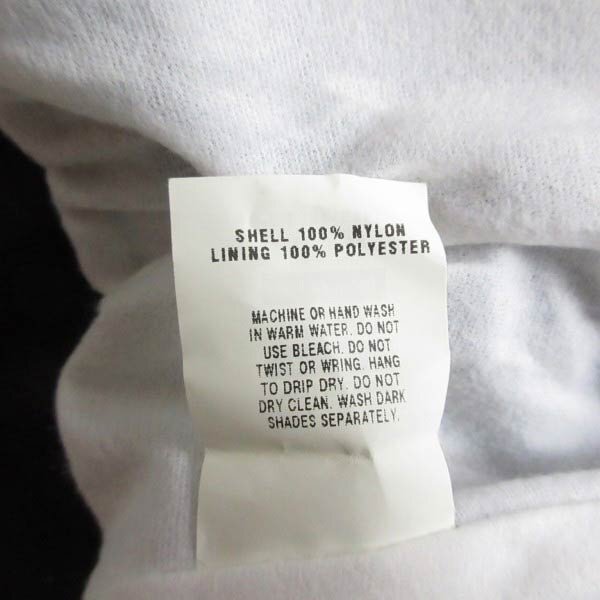 SHELL 100% NYLON
LINING 100% POLYESTER
MACHINE OR HAND WASH
IN WARM WATER. DO NOT
USE BLEACH. DO NOT
TWIST OR WRING. HANG
TO DRIP DRY. DO NOT
DRY CLEAN. WASH DARK
SHADES SEPARATELY.